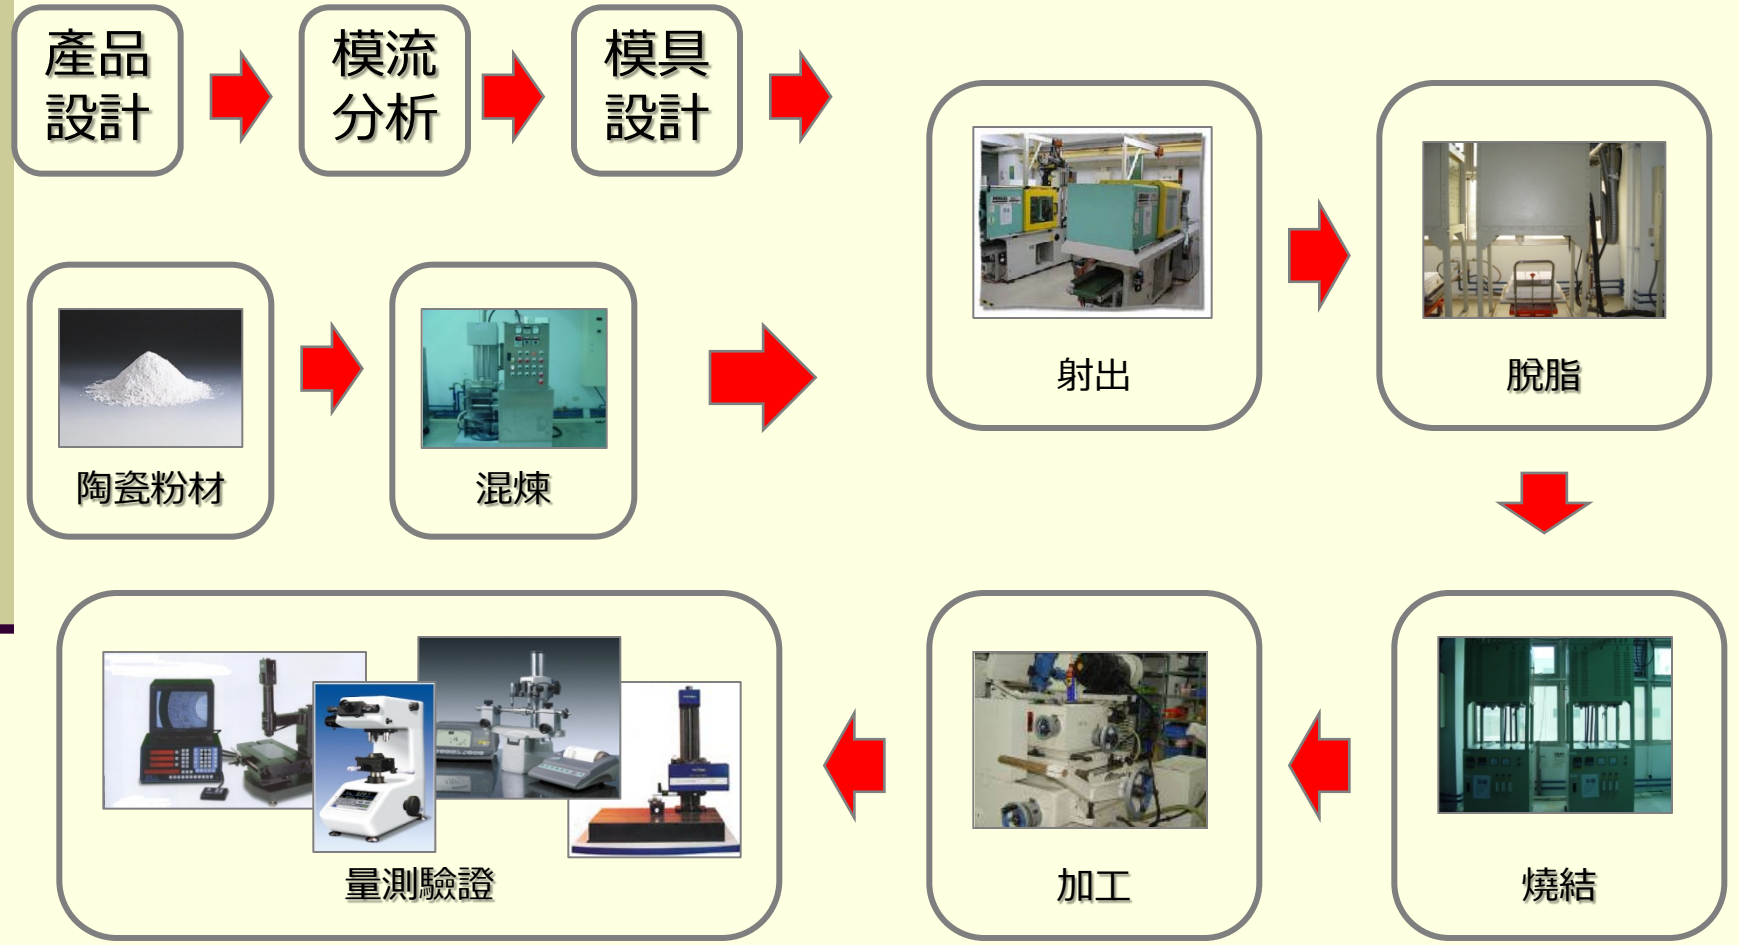 產品
設計
模流
分析
模具
設計
射出
脫脂
陶瓷粉材
混煉
量測驗證
加工
燒結